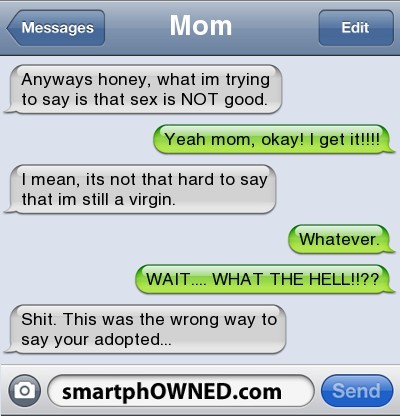 Messages
Mom
Edit
Anyways honey, what im trying
to say is that sex is NOT good.
Yeah mom, okay! I get it!!!!
I mean, its not that hard to say
that im still a virgin.
Whatever.
WAIT.... WHAT THE HELL!!??
Shit. This was the wrong way to
say your adopted...
smartphOWNED.com
Send